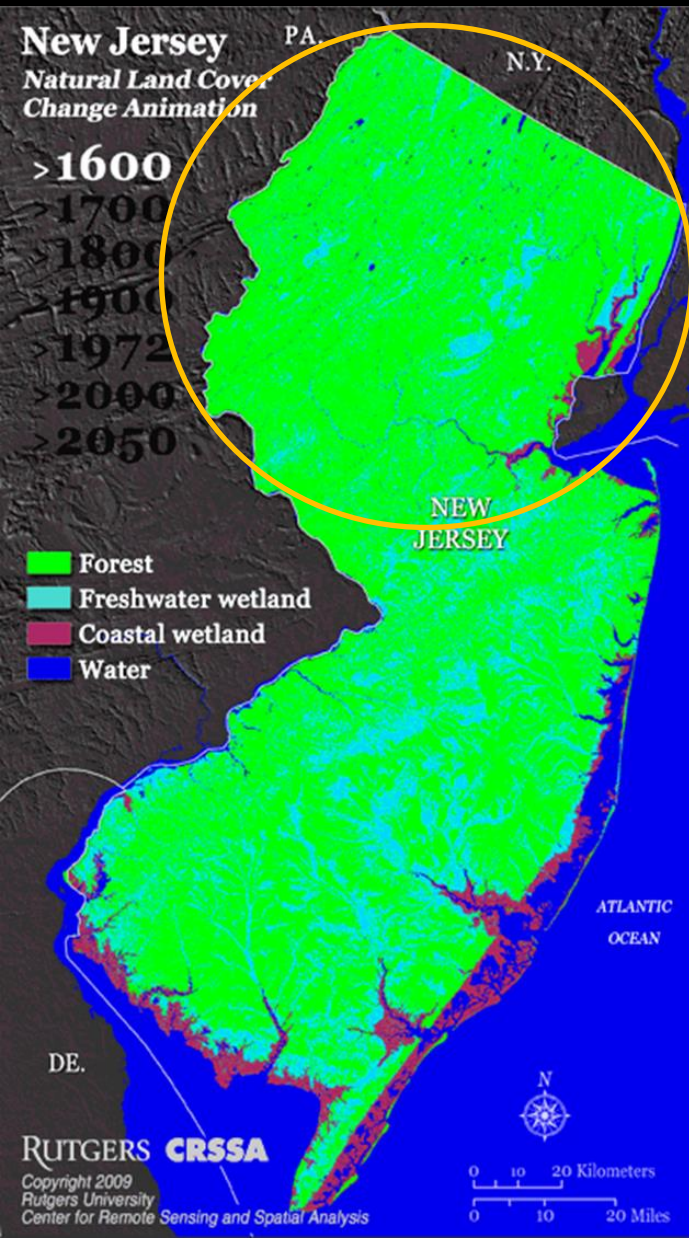 New Jersey
Natural Land Cover
Change Animation
>1600
>1700
>1800
>1900
>1972
>2000
>2050
PA.
N.Y.
NEW
JERSEY
Forest
Freshwater wetland
Coastal wetland
Water
ATLANTIC
OCEAN
DE.
N
RUTGERS CRSSA
Copyright 2009
Rutgers University
Center for Remote Sensing and Spatial Analysis
0 10 20 Kilometers
0 10 20 Miles